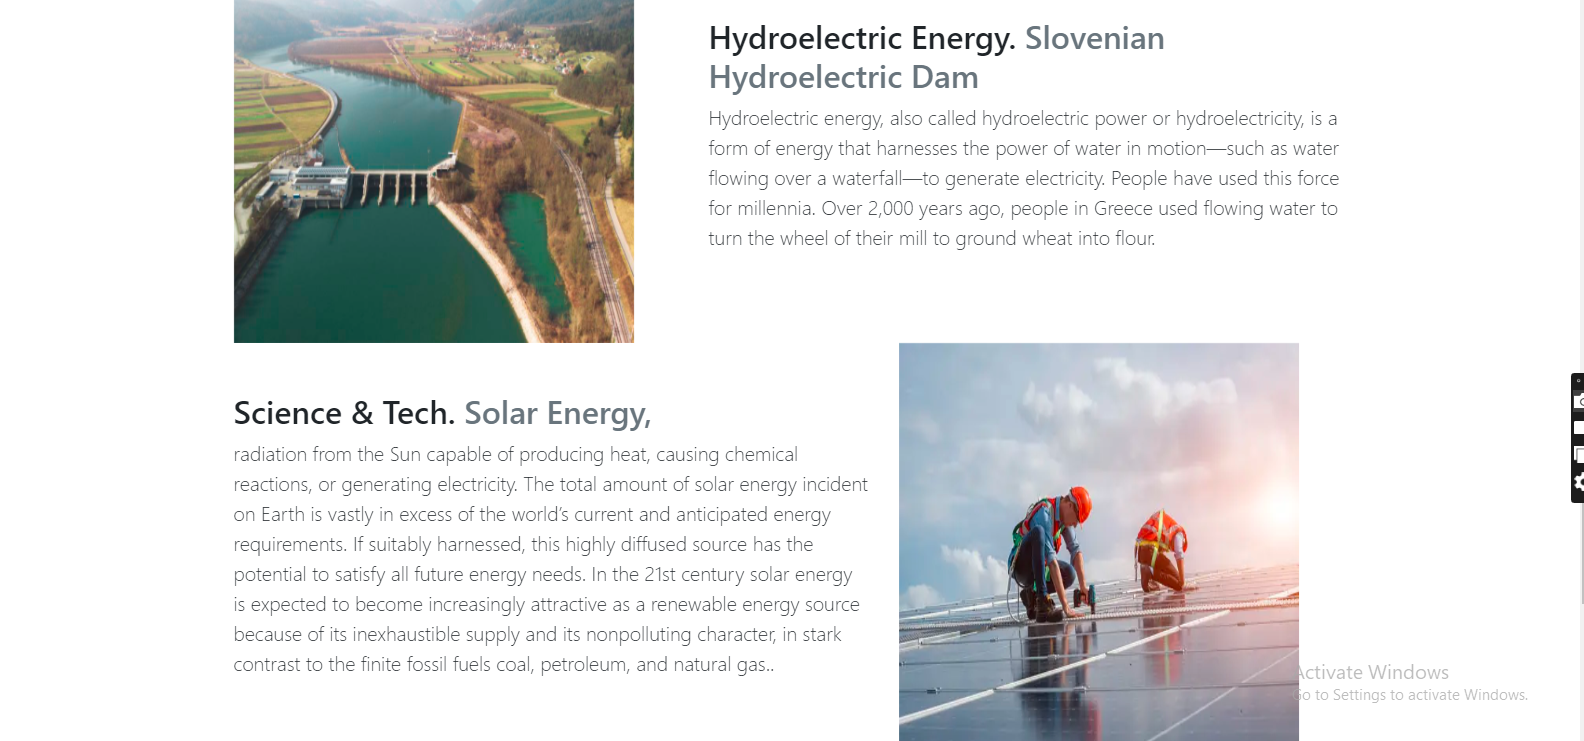 Hydroelectric Energy. Slovenian
Hydroelectric Dam
Hydroelectric energy, also called hydroelectric power or hydroelectricity, is a
form of energy that harnesses the power of water in motion—such as water
flowing over a waterfall—to generate electricity. People have used this force
for millennia. Over 2,000 years ago, people in Greece used flowing water to
turn the wheel of their mill to ground wheat into flour.
Science & Tech. Solar Energy,
radiation from the Sun capable of producing heat, causing chemical
reactions, or generating electricity. The total amount of solar energy incident
on Earth is vastly in excess of the world’s current and anticipated energy
requirements. If suitably harnessed, this highly diffused source has the
potential to satisfy all future energy needs. In the 21st century solar energy
is expected to become increasingly attractive as a renewable energy source
because of its inexhaustible supply and its nonpolluting character, in stark
contrast to the finite fossil fuels coal, petroleum, and natural gas..
Activate Windows
Go to Settings to activate Windows.